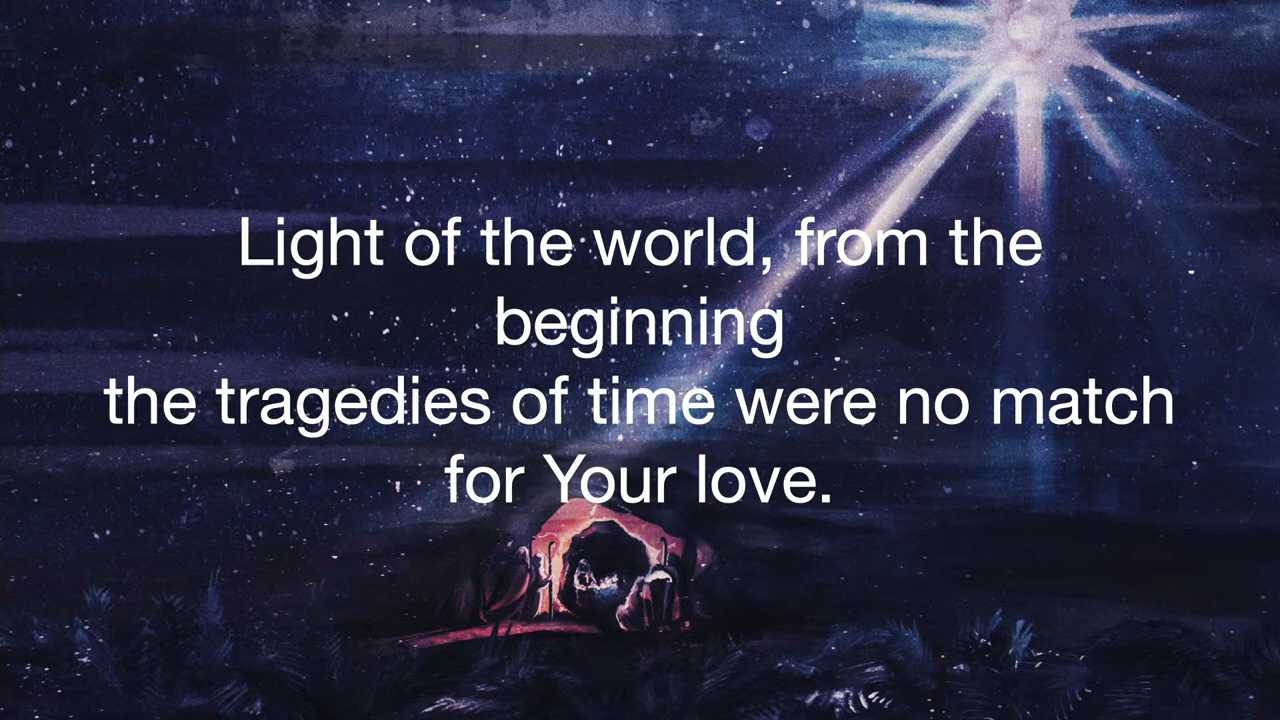 Light of the world, from the
beginning
the tragedies of time were no match
for Your love.